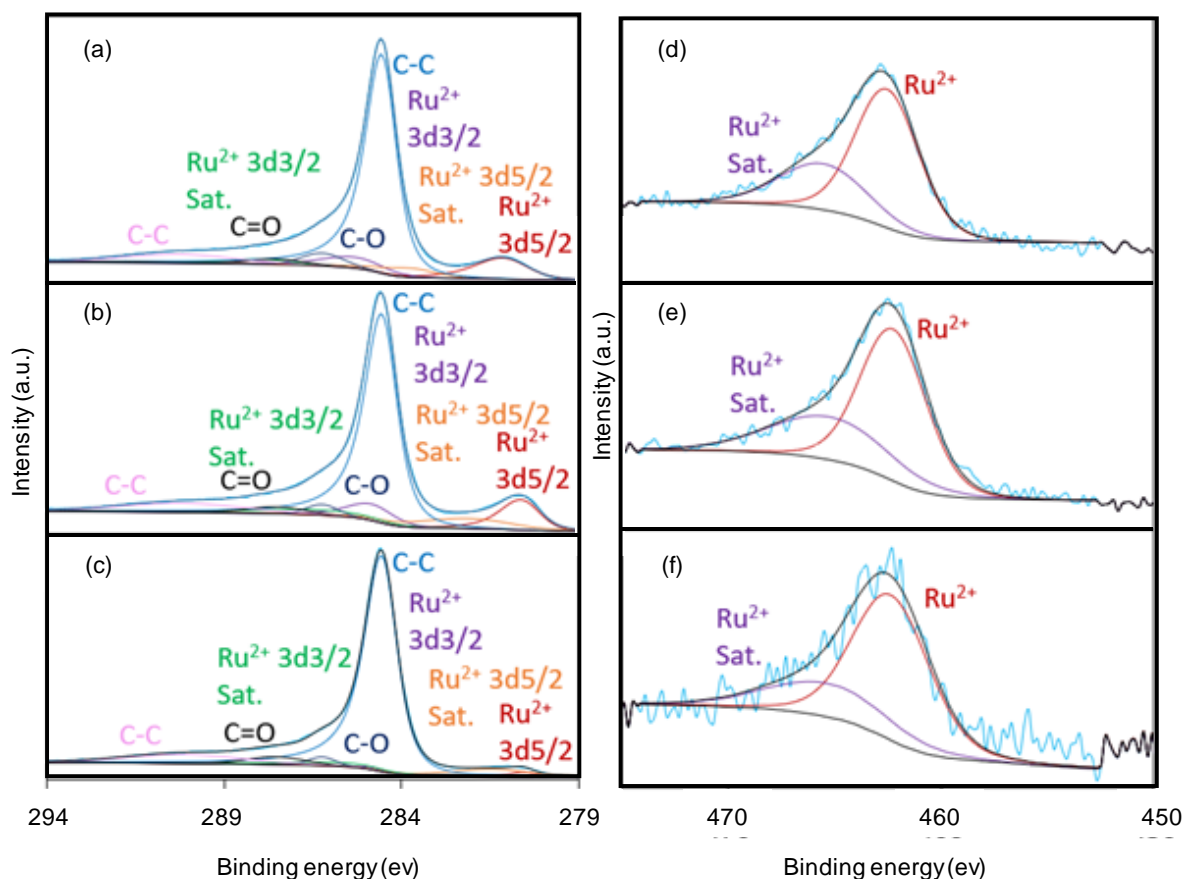 (a)
C-C
Ru²⁺
3d3/2
Ru²⁺ 3d3/2
Sat.
Ru²⁺ 3d5/2
Sat.
Ru²⁺
3d5/2
C-C
C=O
C-O
(b)
C-C
Ru²⁺
3d3/2
Ru²⁺ 3d3/2
Sat.
Ru²⁺ 3d5/2
Sat.
Ru²⁺
3d5/2
C-C
C=O
C-O
(c)
C-C
Ru²⁺
3d3/2
Ru²⁺ 3d3/2
Sat.
Ru²⁺ 3d5/2
Sat.
Ru²⁺
3d5/2
C-C
C=O
C-O
Intensity (a.u.)
294 289 284 279
Binding energy (ev)
(d)
Ru²⁺
Ru²⁺
Sat.
(e)
Ru²⁺
Ru²⁺
Sat.
(f)
Ru²⁺
Ru²⁺
Sat.
Intensity (a.u.)
470 460 450
Binding energy (ev)